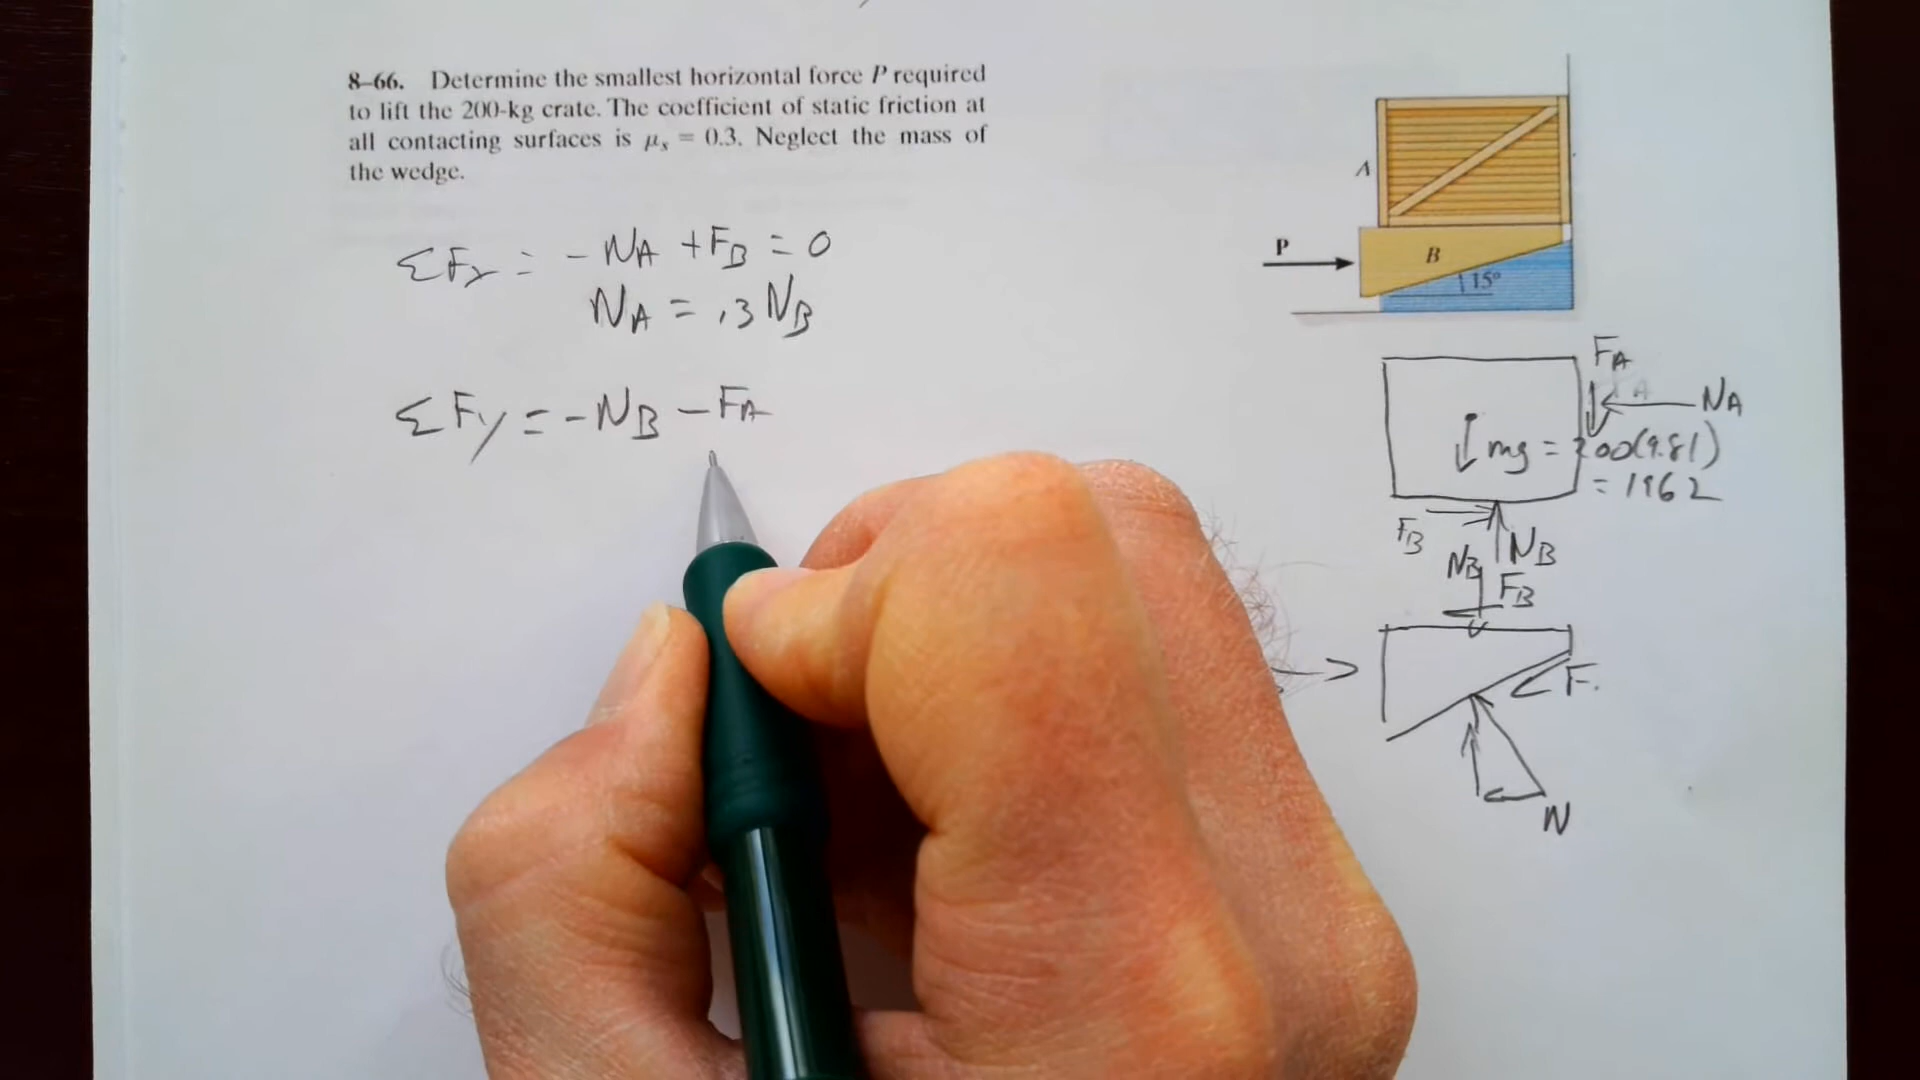 8–66. Determine the smallest horizontal force P required
to lift the 200-kg crate. The coefficient of static friction at
all contacting surfaces is μs = 0.3. Neglect the mass of
the wedge.
ΣFx = -NA + FB = 0
NA = .3 NB
ΣFy = -NB - FA
A
P
B
15°
FA
NA
mg = 200(9.81)
= 1962
FB
NB
NB
FB
F.
N